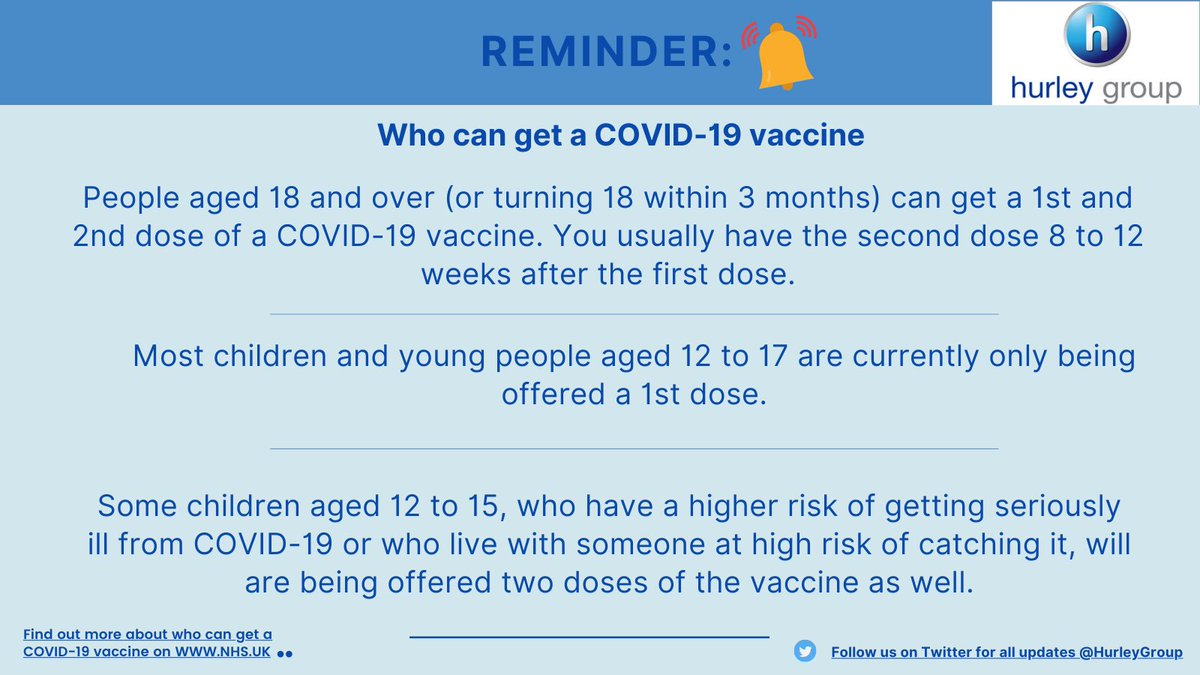 REMINDER:
h
hurley group
Who can get a COVID-19 vaccine
People aged 18 and over (or turning 18 within 3 months) can get a 1st and
2nd dose of a COVID-19 vaccine. You usually have the second dose 8 to 12
weeks after the first dose.
Most children and young people aged 12 to 17 are currently only being
offered a 1st dose.
Some children aged 12 to 15, who have a higher risk of getting seriously
ill from COVID-19 or who live with someone at high risk of catching it, will
are being offered two doses of the vaccine as well.
Find out more about who can get a
COVID-19 vaccine on WWW.NHS.UK
Follow us on Twitter for all updates @HurleyGroup